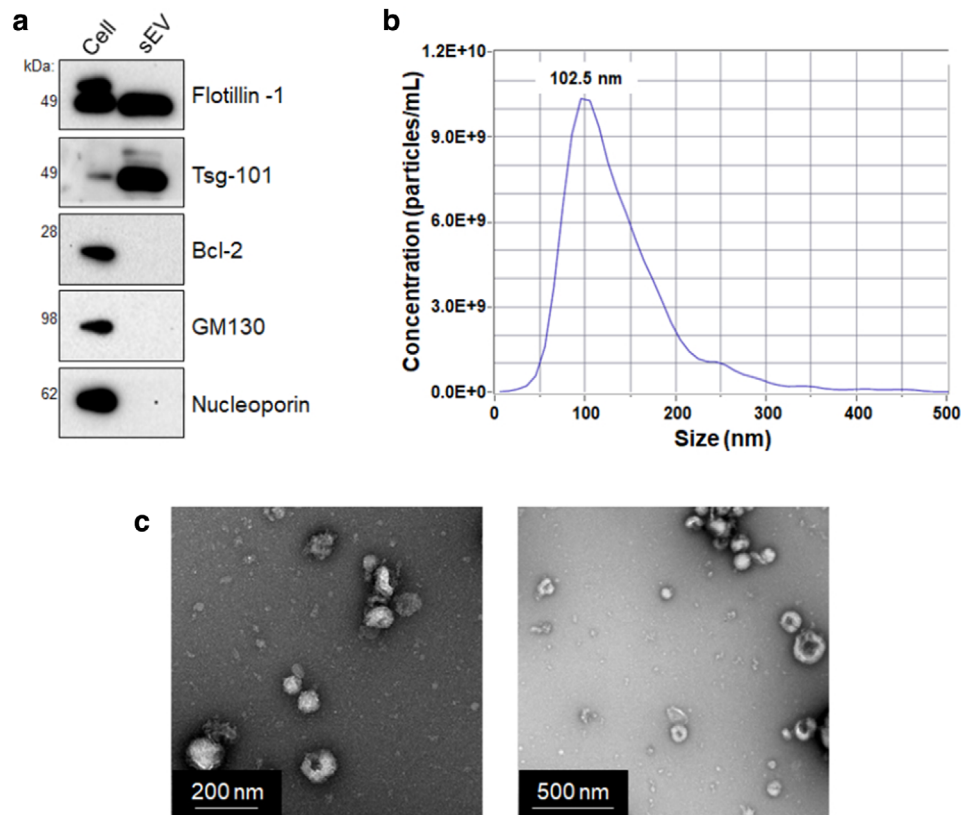 a
Cell sEV
kDa:
49 Flotillin -1
49 Tsg-101
28 Bcl-2
98 GM130
62 Nucleoporin
b
102.5 nm
Concentration (particles/mL)
1.2E+10
9.0E+9
6.0E+9
3.0E+9
0.0E+0
0 100 200 300 400 500
Size (nm)
c
200 nm
500 nm